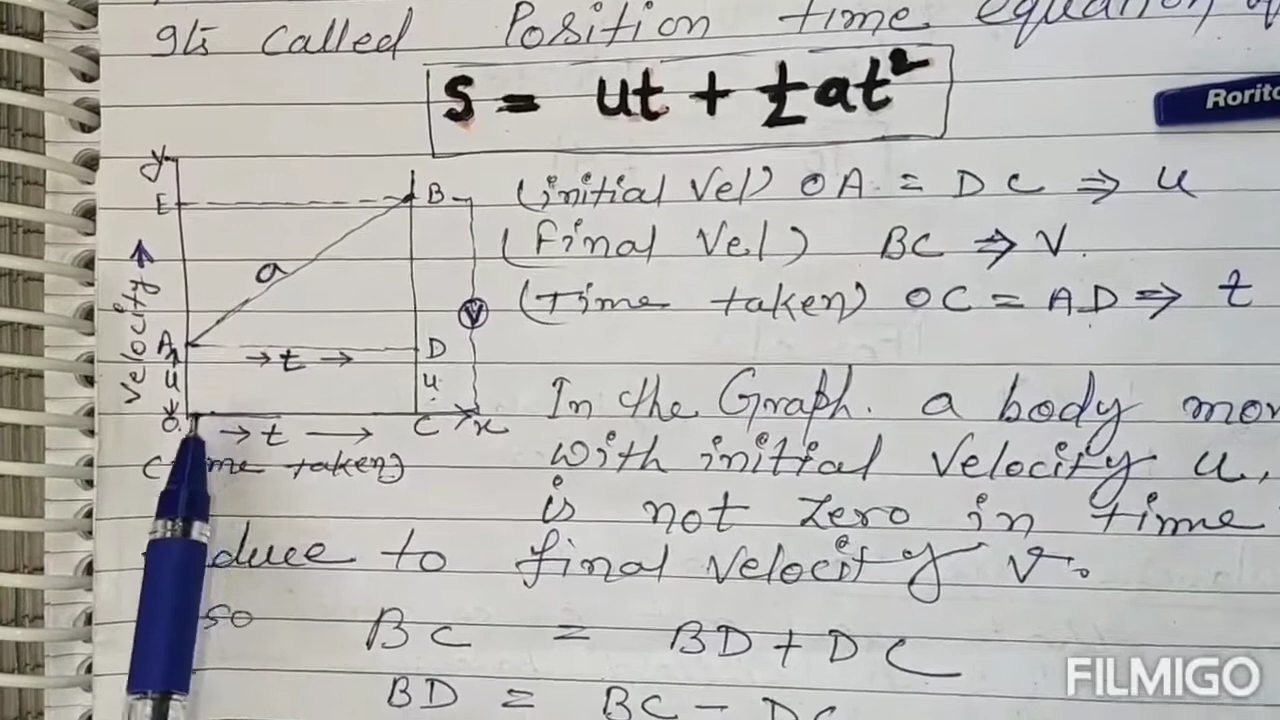 Its called Position time equation
S = ut + ½at²
Rorito
y
E B
a
Velocity
A → t → D
u u
V
O → t → C x
(Time taken)
(initial Vel) OA = DC ⇒ u
(Final Vel) BC ⇒ V
(Time taken) OC = AD ⇒ t
In the Graph. a body
with initial Velocity u,
is not Zero in time
duce to final Velocity v.
so BC = BD + DC
BD = BC - DC
FILMIGO